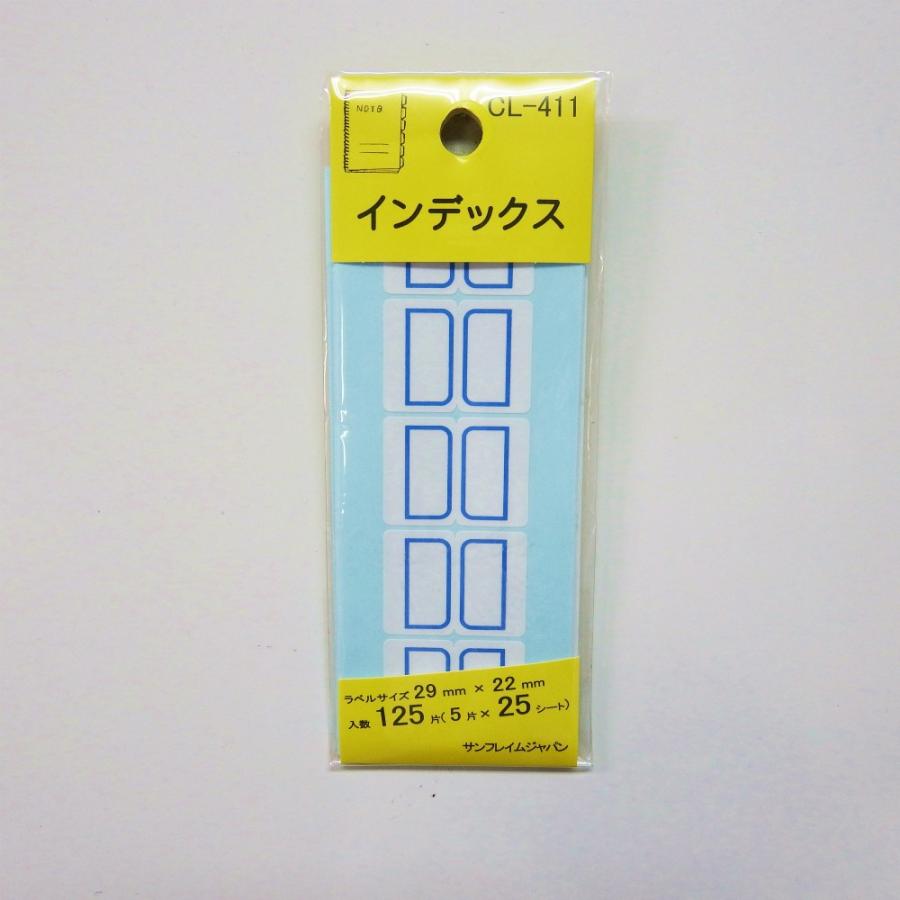 NOTE
CL-411
インデックス
ラベルサイズ 29 mm × 22 mm
入数 125 片( 5 片 × 25 シート)
サンフレイムジャパン